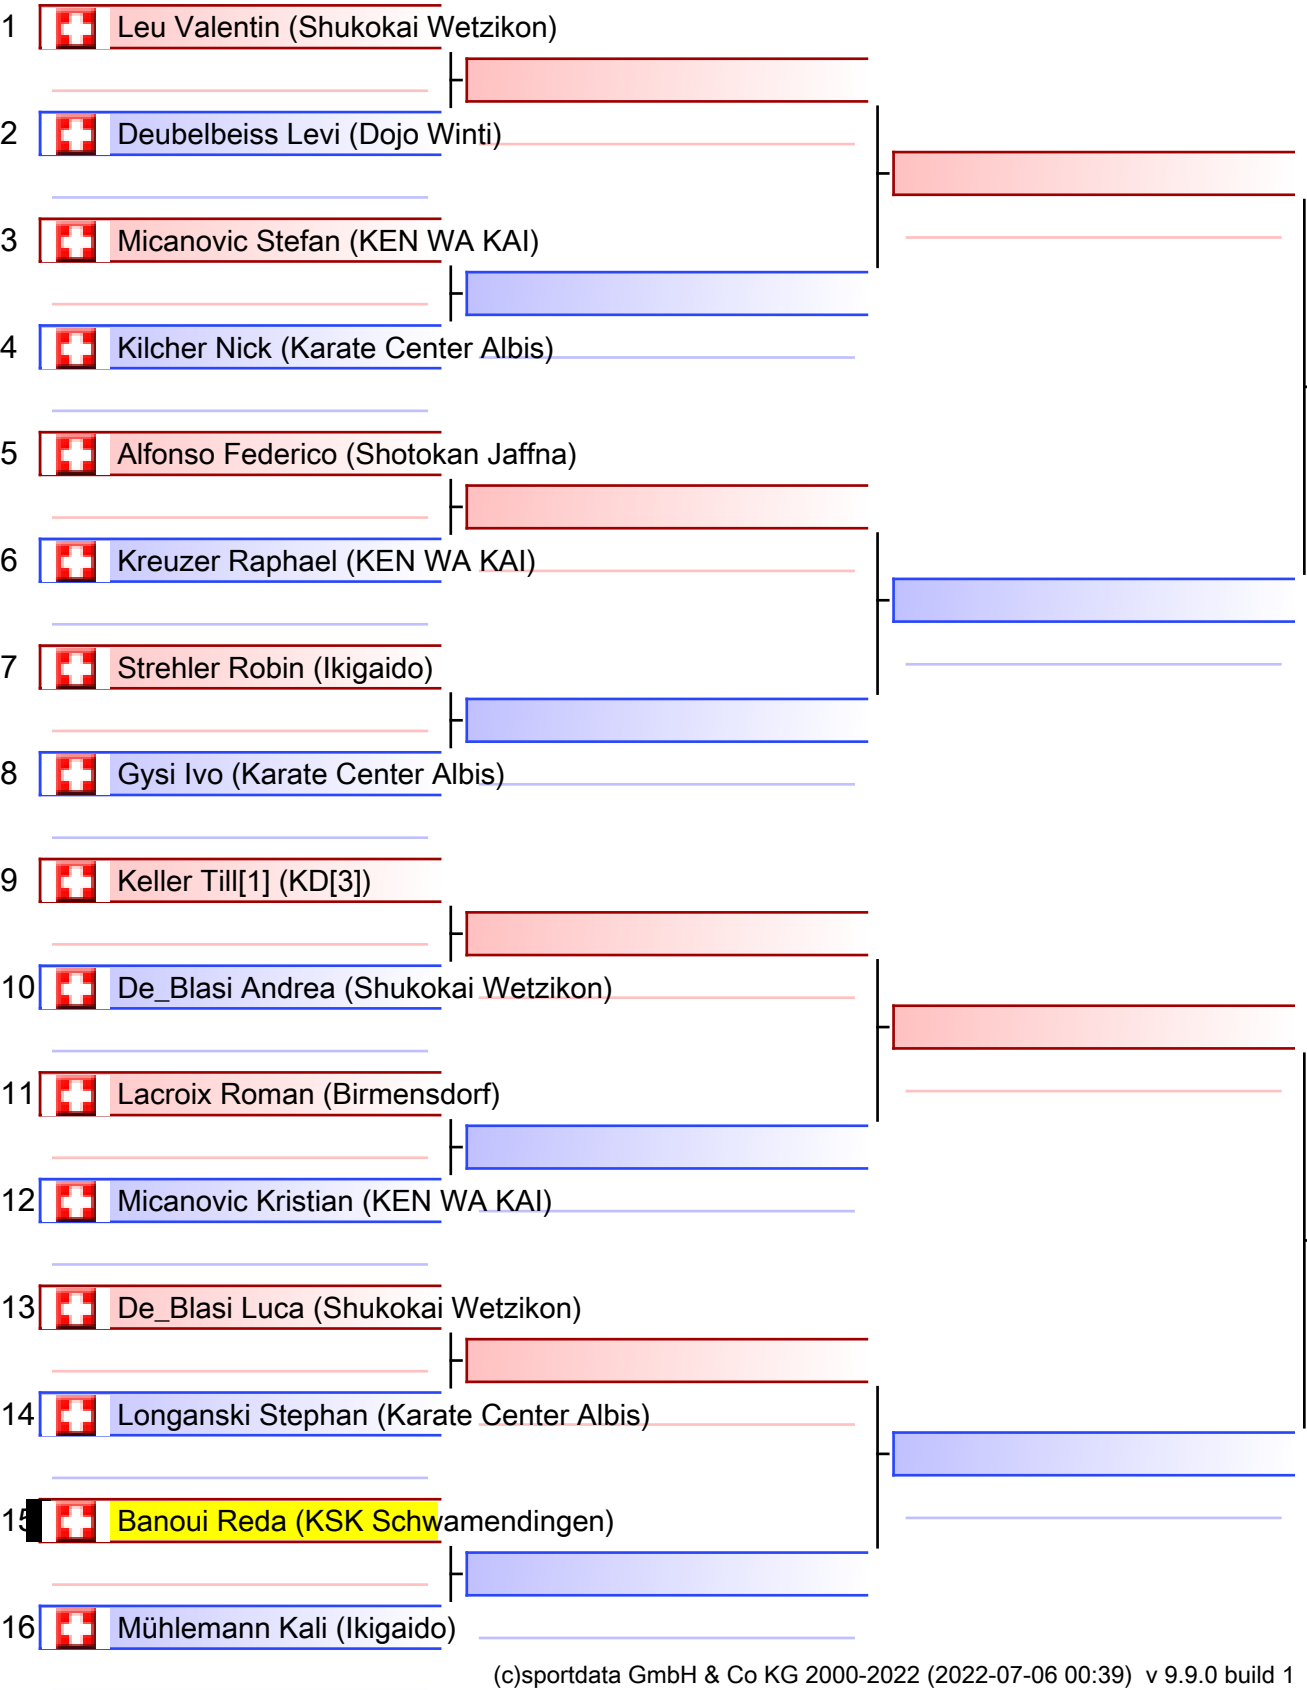 1 Leu Valentin (Shukokai Wetzikon)
2 Deubelbeiss Levi (Dojo Winti)
3 Micanovic Stefan (KEN WA KAI)
4 Kilcher Nick (Karate Center Albis)
5 Alfonso Federico (Shotokan Jaffna)
6 Kreuzer Raphael (KEN WA KAI)
7 Strehler Robin (Ikigaido)
8 Gysi Ivo (Karate Center Albis)
9 Keller Till[1] (KD[3])
10 De_Blasi Andrea (Shukokai Wetzikon)
11 Lacroix Roman (Birmensdorf)
12 Micanovic Kristian (KEN WA KAI)
13 De_Blasi Luca (Shukokai Wetzikon)
14 Longanski Stephan (Karate Center Albis)
15 Banoui Reda (KSK Schwamendingen)
16 Mühlemann Kali (Ikigaido)
(c)sportdata GmbH & Co KG 2000-2022 (2022-07-06 00:39) v 9.9.0 build 1